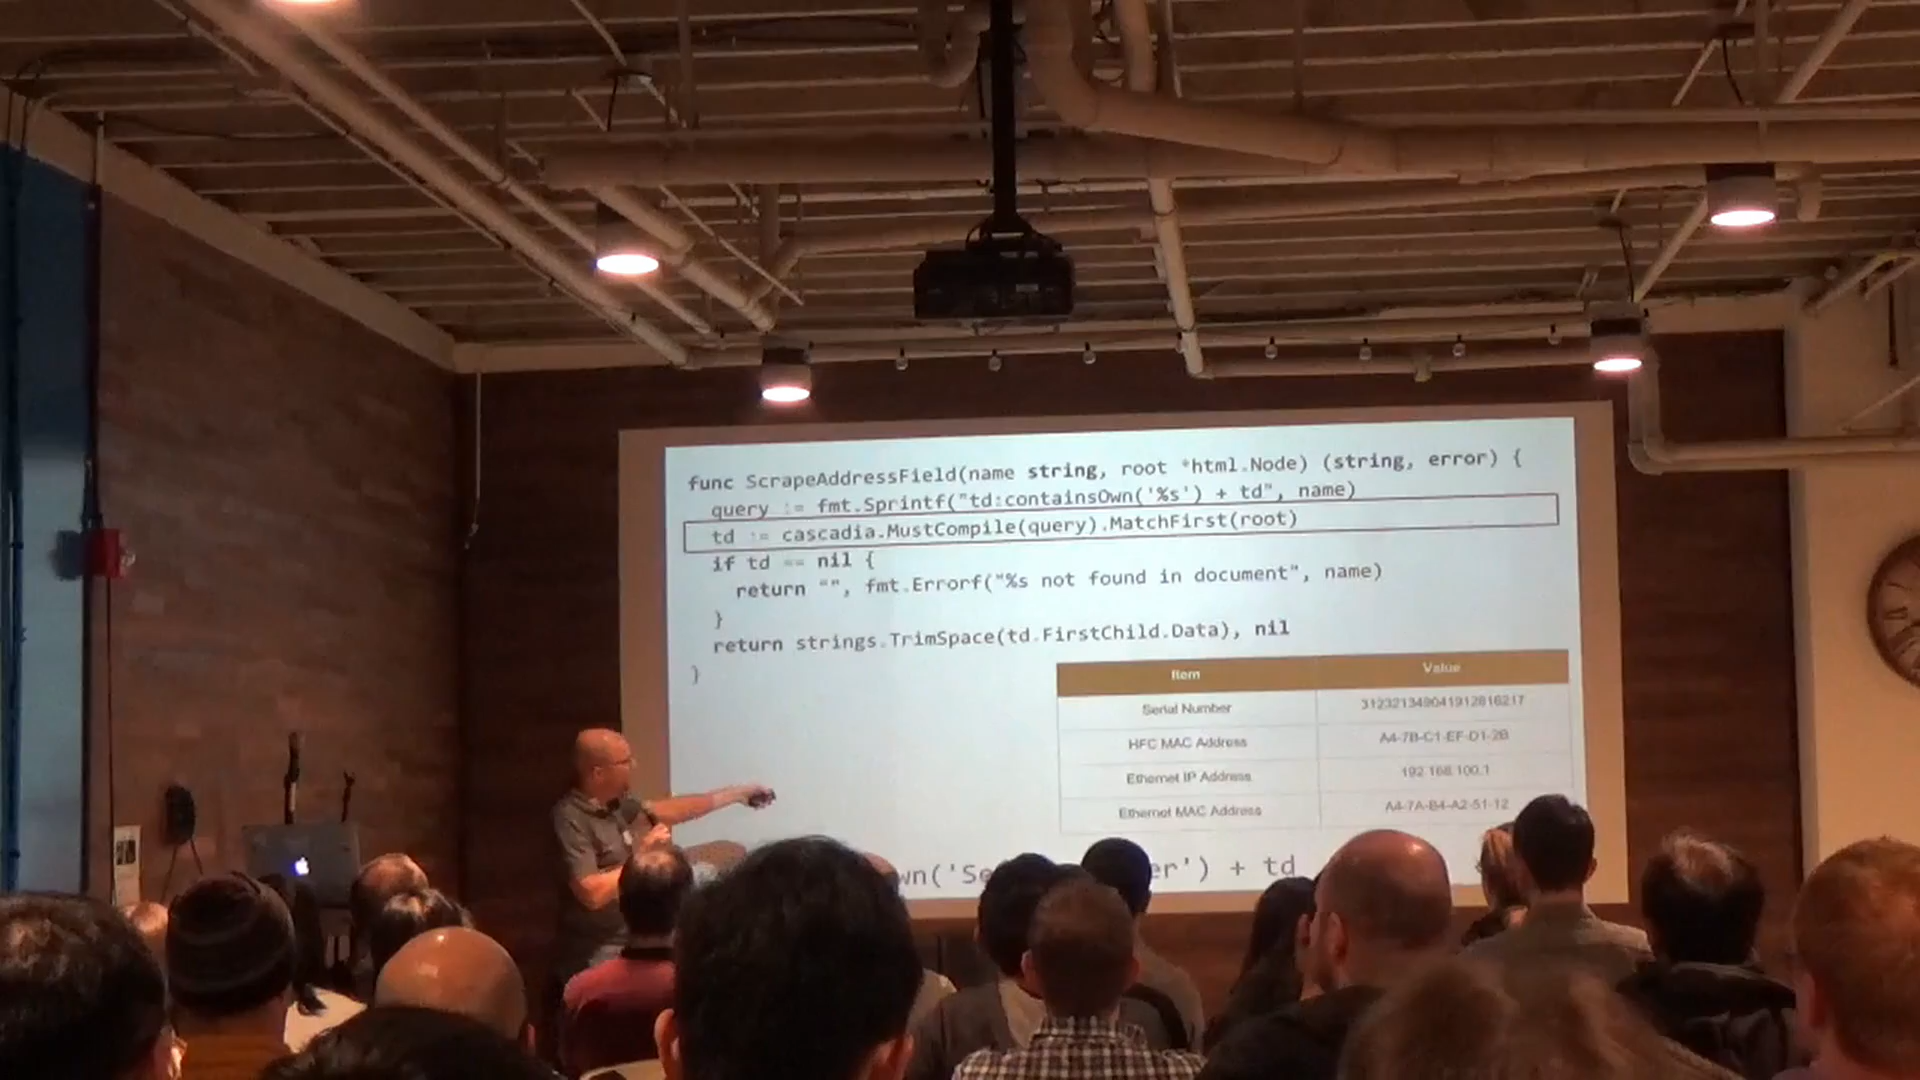 func ScrapeAddressField(name string, root *html.Node) (string, error) {
query := fmt.Sprintf("td:containsOwn('%s') + td", name)
td := cascadia.MustCompile(query).MatchFirst(root)
if td == nil {
return "", fmt.Errorf("%s not found in document", name)
}
return strings.TrimSpace(td.FirstChild.Data), nil
}
Item Value
Serial Number
HFC MAC Address A4-7B-C1-EF-D1-2B
Ethernet IP Address 192.168.100.1
Ethernet MAC Address A4-7A-B4-A2-51-12
wn('Se er') + td